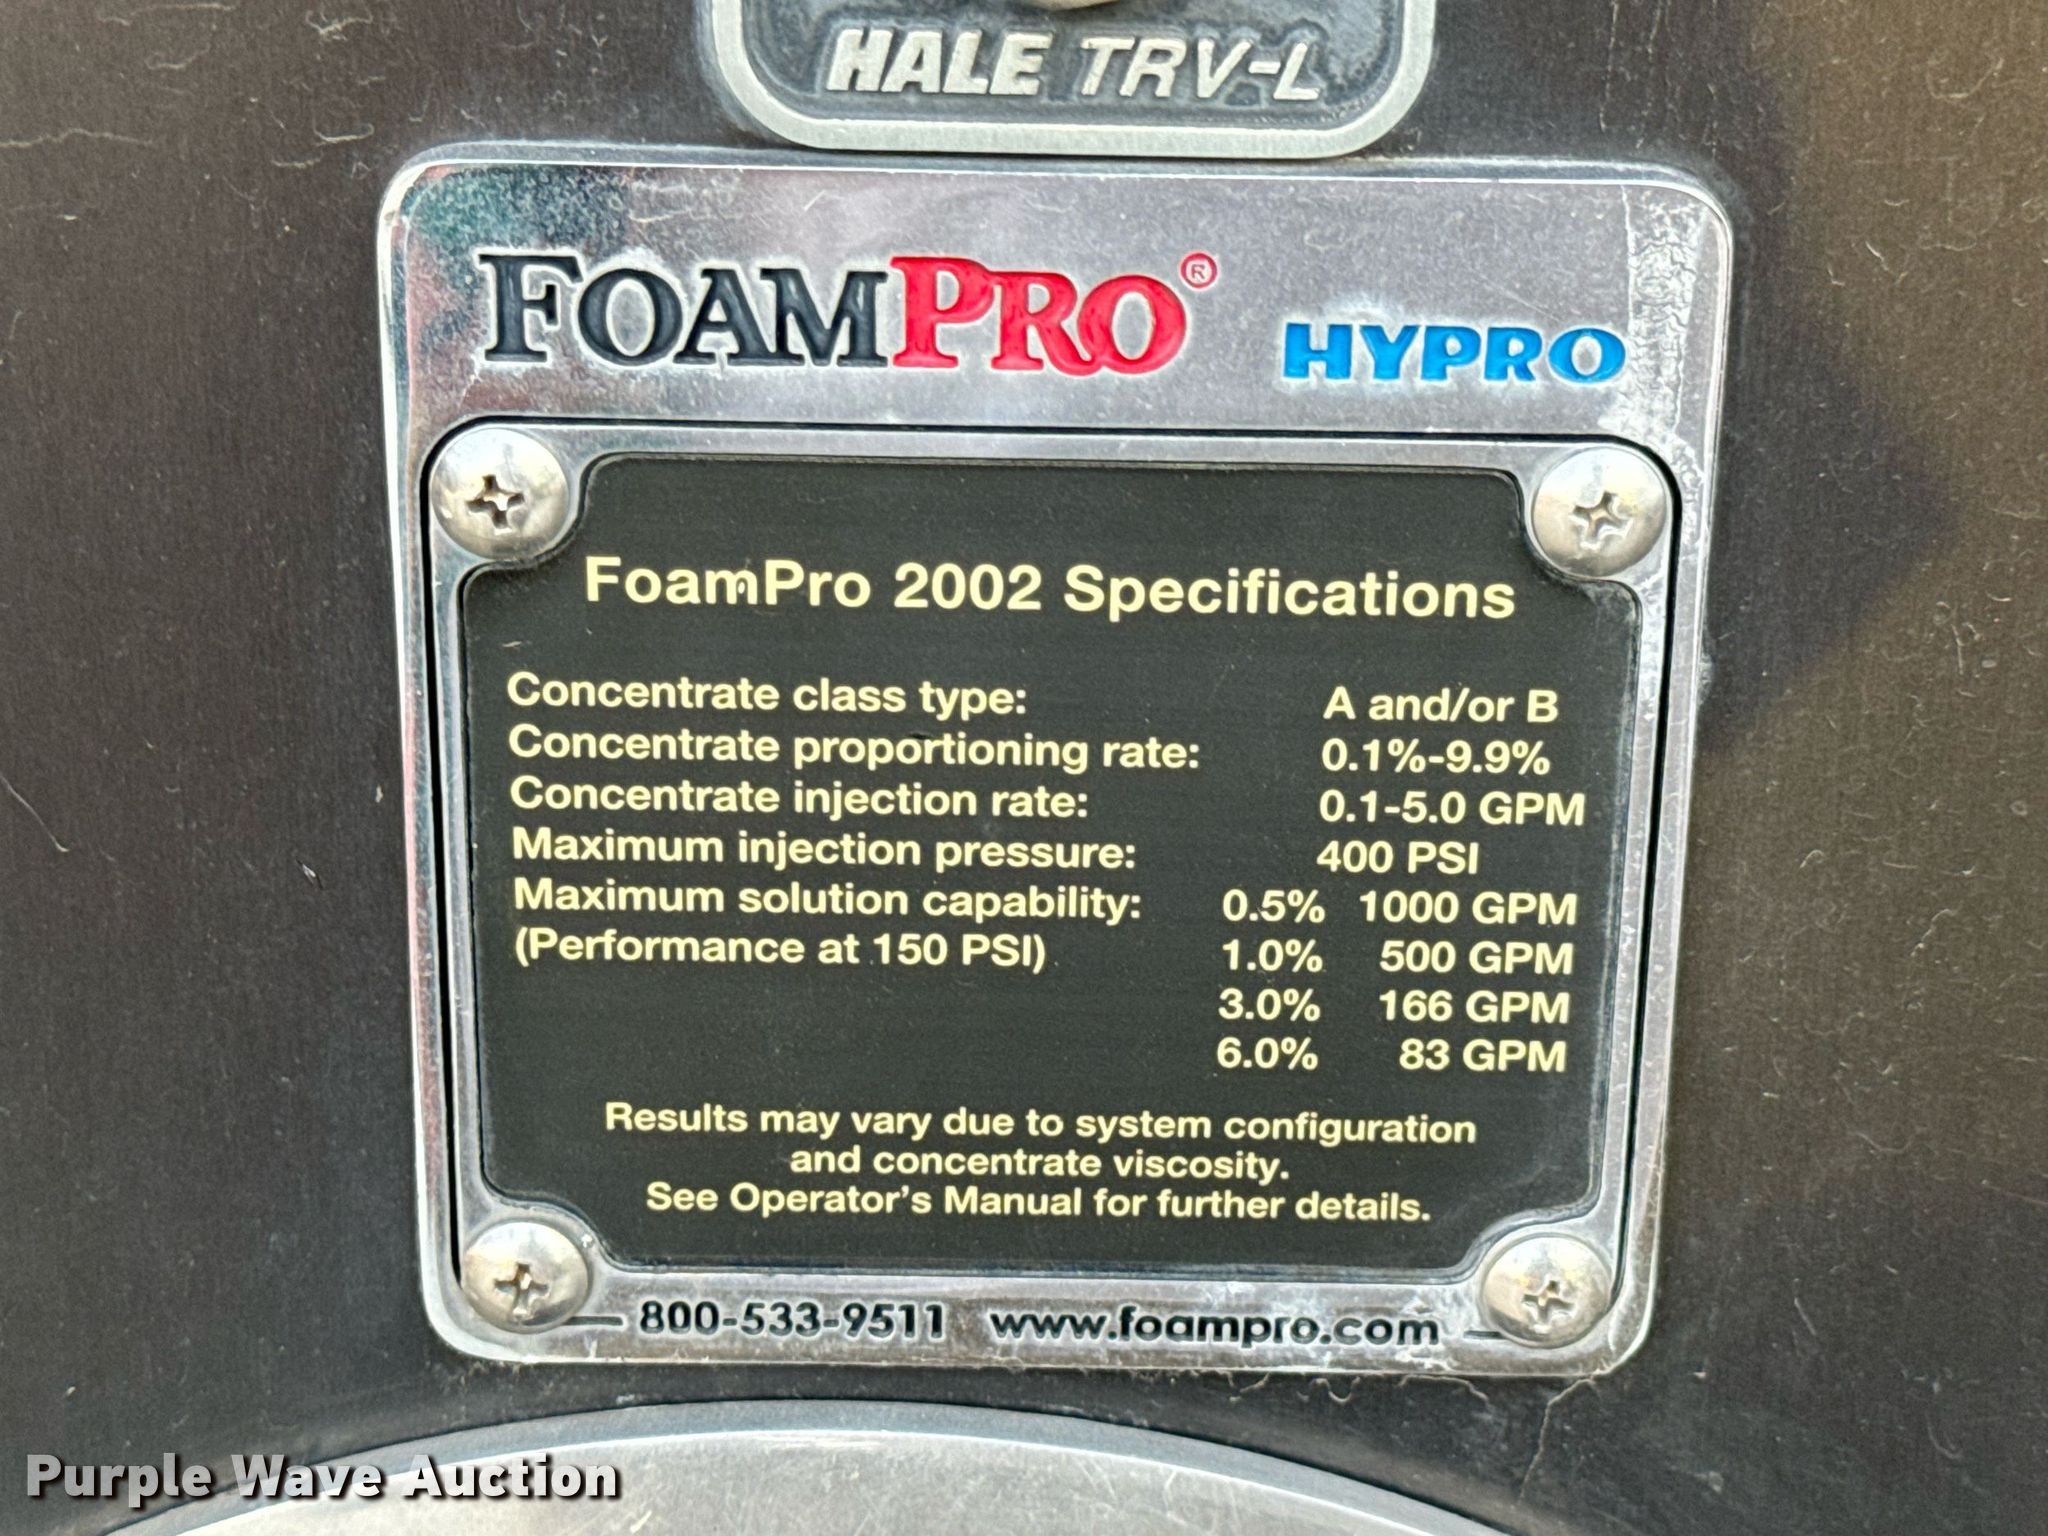 HALE TRV-L
FOAMPRO®
HYPRO
FoamPro 2002 Specifications
Concentrate class type: A and/or B
Concentrate proportioning rate: 0.1%-9.9%
Concentrate injection rate: 0.1-5.0 GPM
Maximum injection pressure: 400 PSI
Maximum solution capability: 0.5% 1000 GPM
(Performance at 150 PSI) 1.0% 500 GPM
3.0% 166 GPM
6.0% 83 GPM
Results may vary due to system configuration
and concentrate viscosity.
See Operator's Manual for further details.
800-533-9511 www.foampro.com
Purple Wave Auction